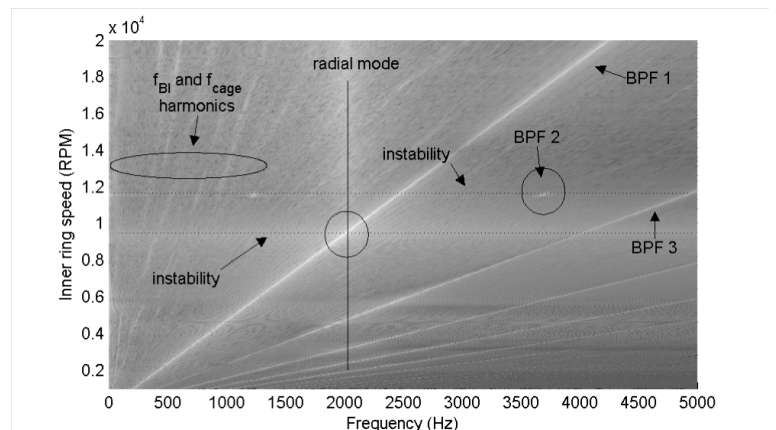 x 10⁴
2
1.8
1.6
1.4
1.2
1
0.8
0.6
0.4
0.2
Inner ring speed (RPM)
radial mode
f_BI and f_cage
harmonics
BPF 1
BPF 2
instability
BPF 3
instability
0 500 1000 1500 2000 2500 3000 3500 4000 4500 5000
Frequency (Hz)